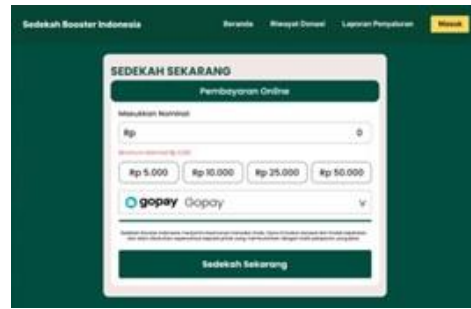 Sedekah Booster Indonesia
Beranda Riwayat Donasi Laporan Penyaluran Masuk
SEDEKAH SEKARANG
Pembayaran Online
Masukkan Nominal
Rp 0
Rp 5.000 Rp 10.000 Rp 25.000 Rp 50.000
gopay Gopay
Sedekah Sekarang